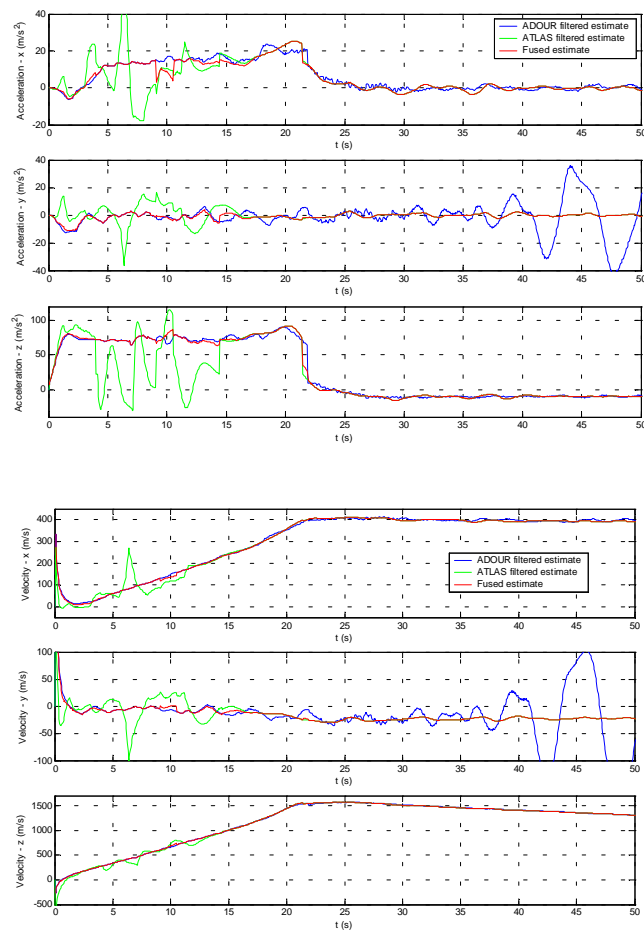 40
20
0
-20
Acceleration - x (m/s²)
ADOUR filtered estimate
ATLAS filtered estimate
Fused estimate
0 5 10 15 20 25 30 35 40 45 50
t (s)
40
20
0
-20
-40
Acceleration - y (m/s²)
0 5 10 15 20 25 30 35 40 45 50
t (s)
100
50
0
Acceleration - z (m/s²)
0 5 10 15 20 25 30 35 40 45 50
t (s)
400
300
200
100
0
Velocity - x (m/s)
ADOUR filtered estimate
ATLAS filtered estimate
Fused estimate
0 5 10 15 20 25 30 35 40 45 50
t (s)
100
50
0
-50
-100
Velocity - y (m/s)
0 5 10 15 20 25 30 35 40 45 50
t (s)
1500
1000
500
0
-500
Velocity - z (m/s)
0 5 10 15 20 25 30 35 40 45 50
t (s)